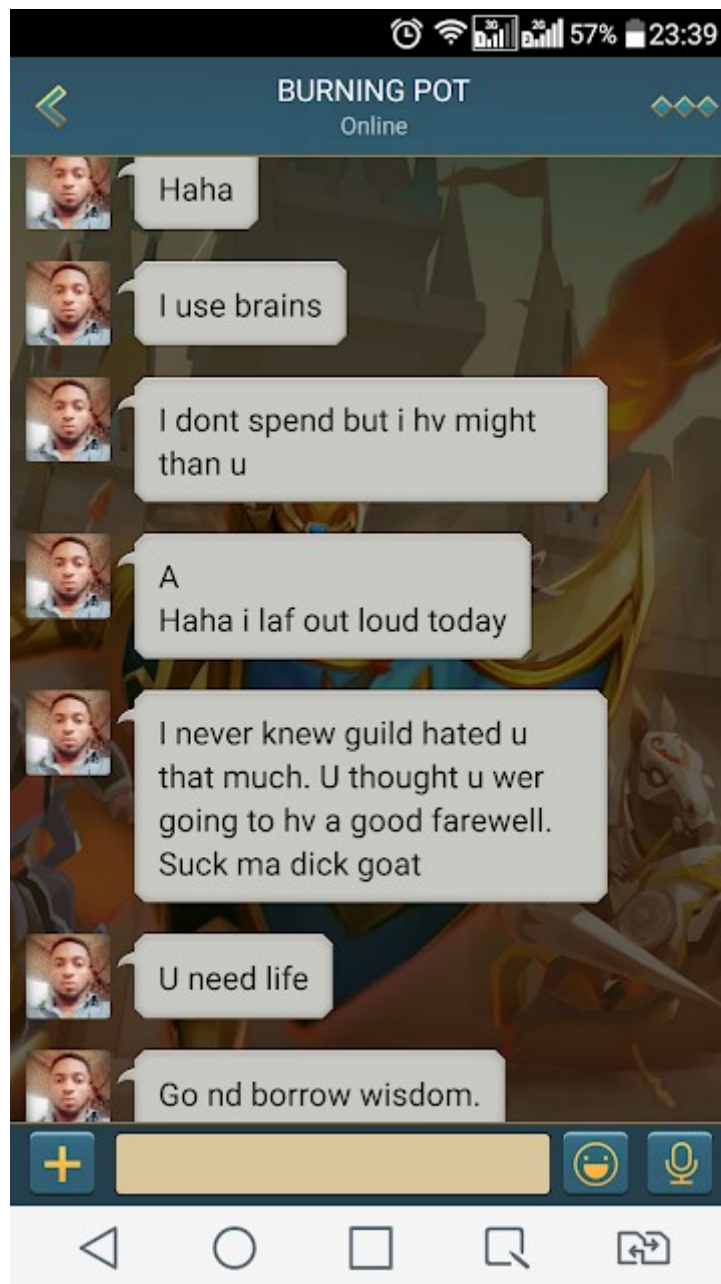 3G 2G 57% 23:39
BURNING POT
Online
Haha
I use brains
I dont spend but i hv might
than u
A
Haha i laf out loud today
I never knew guild hated u
that much. U thought u wer
going to hv a good farewell.
Suck ma dick goat
U need life
Go nd borrow wisdom.